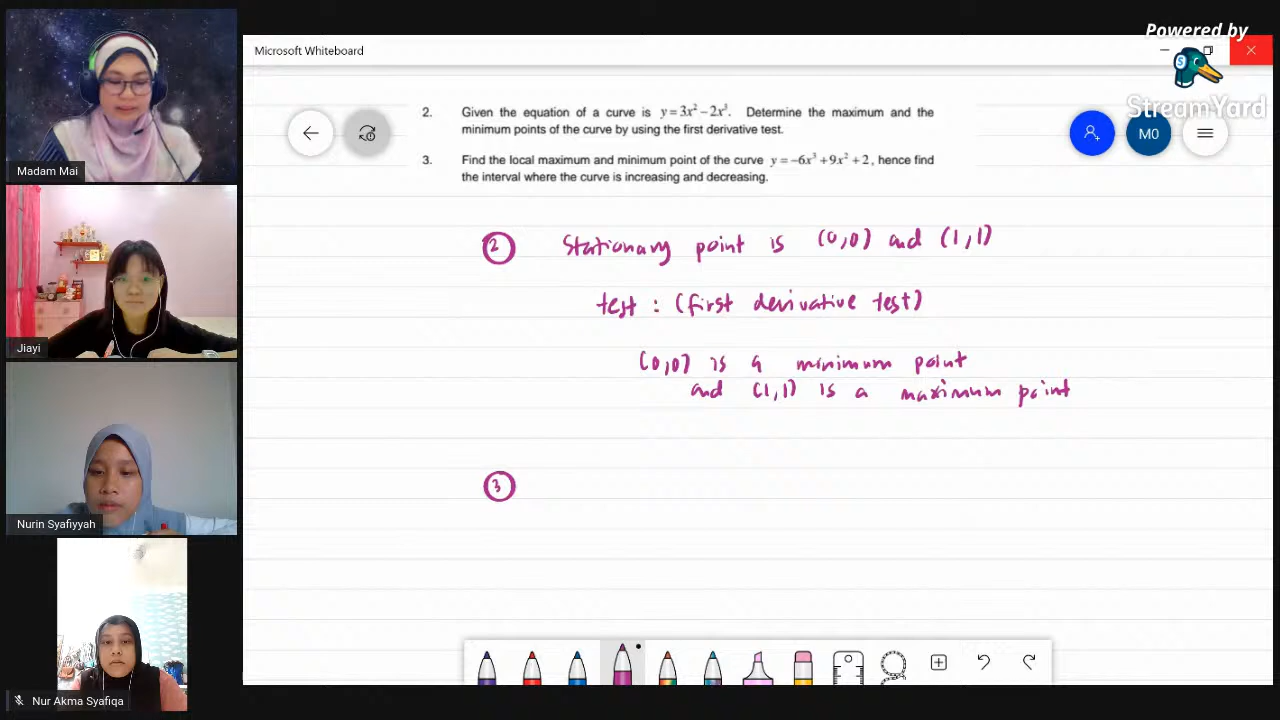 Powered by
StreamYard
Microsoft Whiteboard
M0
2. Given the equation of a curve is y = 3x² – 2x³. Determine the maximum and the
minimum points of the curve by using the first derivative test.
3. Find the local maximum and minimum point of the curve y = –6x³ + 9x² + 2, hence find
the interval where the curve is increasing and decreasing.
2 Stationary point is (0,0) and (1,1)
test : (first derivative test)
(0,0) is a minimum point
and (1,1) is a maximum point
3
Madam Mai
Jiayi
Nurin Syafiyyah
Nur Akma Syafiqa